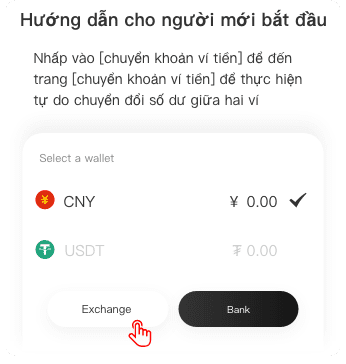 Hướng dẫn cho người mới bắt đầu
Nhấp vào [chuyển khoản ví tiền] để đến
trang [chuyển khoản ví tiền] để thực hiện
tự do chuyển đổi số dư giữa hai ví
Select a wallet
¥ CNY ¥ 0.00
₮ USDT ₮ 0.00
Exchange Bank